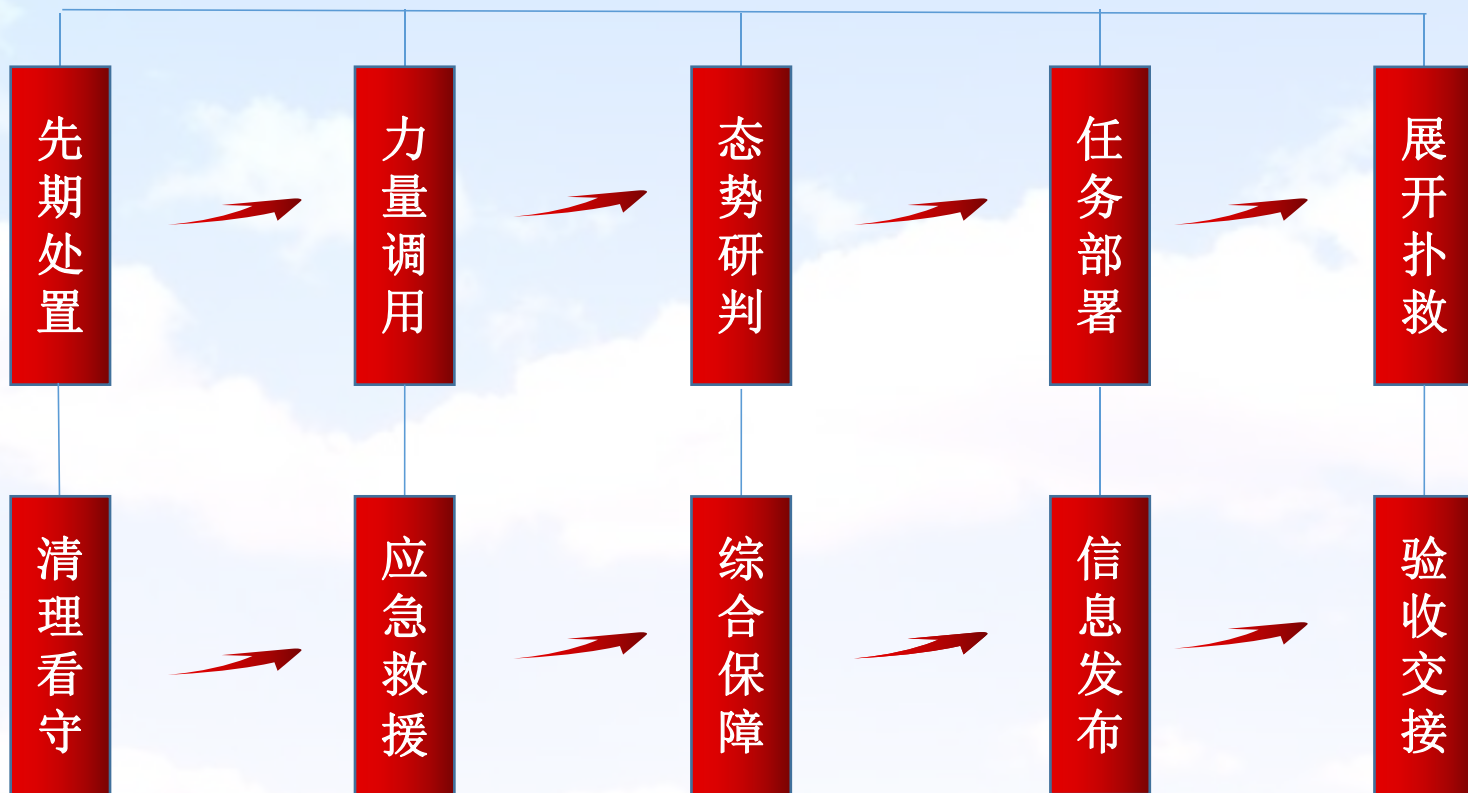 先期处置
力量调用
态势研判
任务部署
展开扑救
清理看守
应急救援
综合保障
信息发布
验收交接